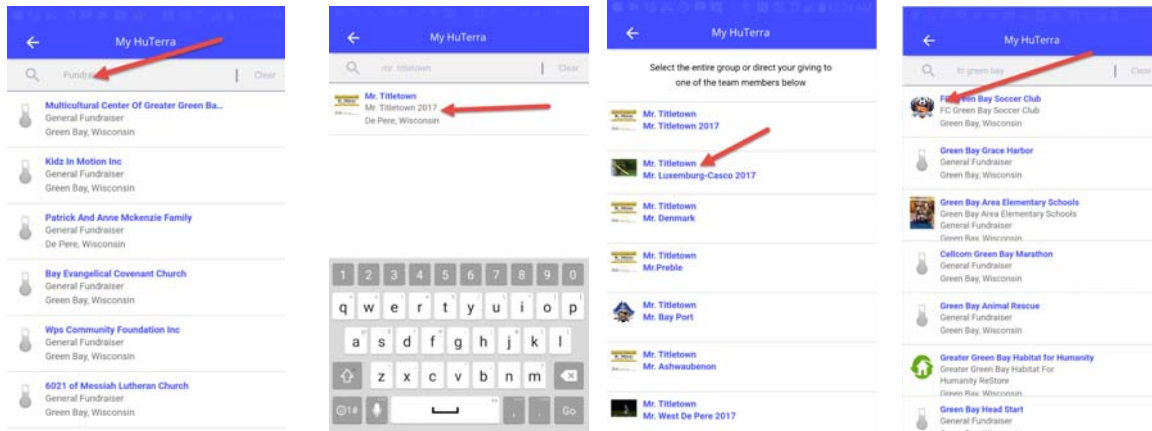 My HuTerra
Fundrai
Clear
Multicultural Center Of Greater Green Ba...
General Fundraiser
Green Bay, Wisconsin
Kidz In Motion Inc
General Fundraiser
Green Bay, Wisconsin
Patrick And Anne Mckenzie Family
General Fundraiser
De Pere, Wisconsin
Bay Evangelical Covenant Church
General Fundraiser
Green Bay, Wisconsin
Wps Community Foundation Inc
General Fundraiser
Green Bay, Wisconsin
6021 of Messiah Lutheran Church
General Fundraiser
Green Bay, Wisconsin
My HuTerra
mr. titletown
Clear
Mr. Titletown
Mr. Titletown 2017
De Pere, Wisconsin
1 2 3 4 5 6 7 8 9 0
q w e r t y u i o p
a s d f g h j k l
z x c v b n m
Go
My HuTerra
Select the entire group or direct your giving to
one of the team members below
Mr. Titletown
Mr. Titletown 2017
Mr. Titletown
Mr. Luxemburg-Casco 2017
Mr. Titletown
Mr. Denmark
Mr. Titletown
Mr.Preble
Mr. Titletown
Mr. Bay Port
Mr. Titletown
Mr. Ashwaubenon
Mr. Titletown
Mr. West De Pere 2017
My HuTerra
fc green bay
Clear
FC Green Bay Soccer Club
FC Green Bay Soccer Club
Green Bay, Wisconsin
Green Bay Grace Harbor
General Fundraiser
Green Bay, Wisconsin
Green Bay Area Elementary Schools
Green Bay Area Elementary Schools
General Fundraiser
Green Bay, Wisconsin
Cellcom Green Bay Marathon
General Fundraiser
Green Bay, Wisconsin
Green Bay Animal Rescue
General Fundraiser
Green Bay, Wisconsin
Greater Green Bay Habitat for Humanity
Greater Green Bay Habitat For
Humanity ReStore
Green Bay, Wisconsin
Green Bay Head Start
General Fundraiser